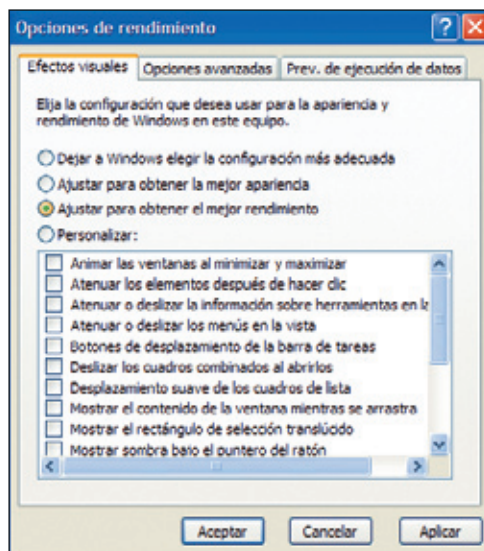 Opciones de rendimiento
Efectos visuales
Opciones avanzadas
Prev. de ejecución de datos
Elija la configuración que desea usar para la apariencia y
rendimiento de Windows en este equipo.
Dejar a Windows elegir la configuración más adecuada
Ajustar para obtener la mejor apariencia
Ajustar para obtener el mejor rendimiento
Personalizar:
Animar las ventanas al minimizar y maximizar
Atenuar los elementos después de hacer clic
Atenuar o deslizar la información sobre herramientas en la
Atenuar o deslizar los menús en la vista
Botones de desplazamiento de la barra de tareas
Deslizar los cuadros combinados al abrirlos
Desplazamiento suave de los cuadros de lista
Mostrar el contenido de la ventana mientras se arrastra
Mostrar el rectángulo de selección translúcido
Mostrar sombra bajo el puntero del ratón
Aceptar
Cancelar
Aplicar